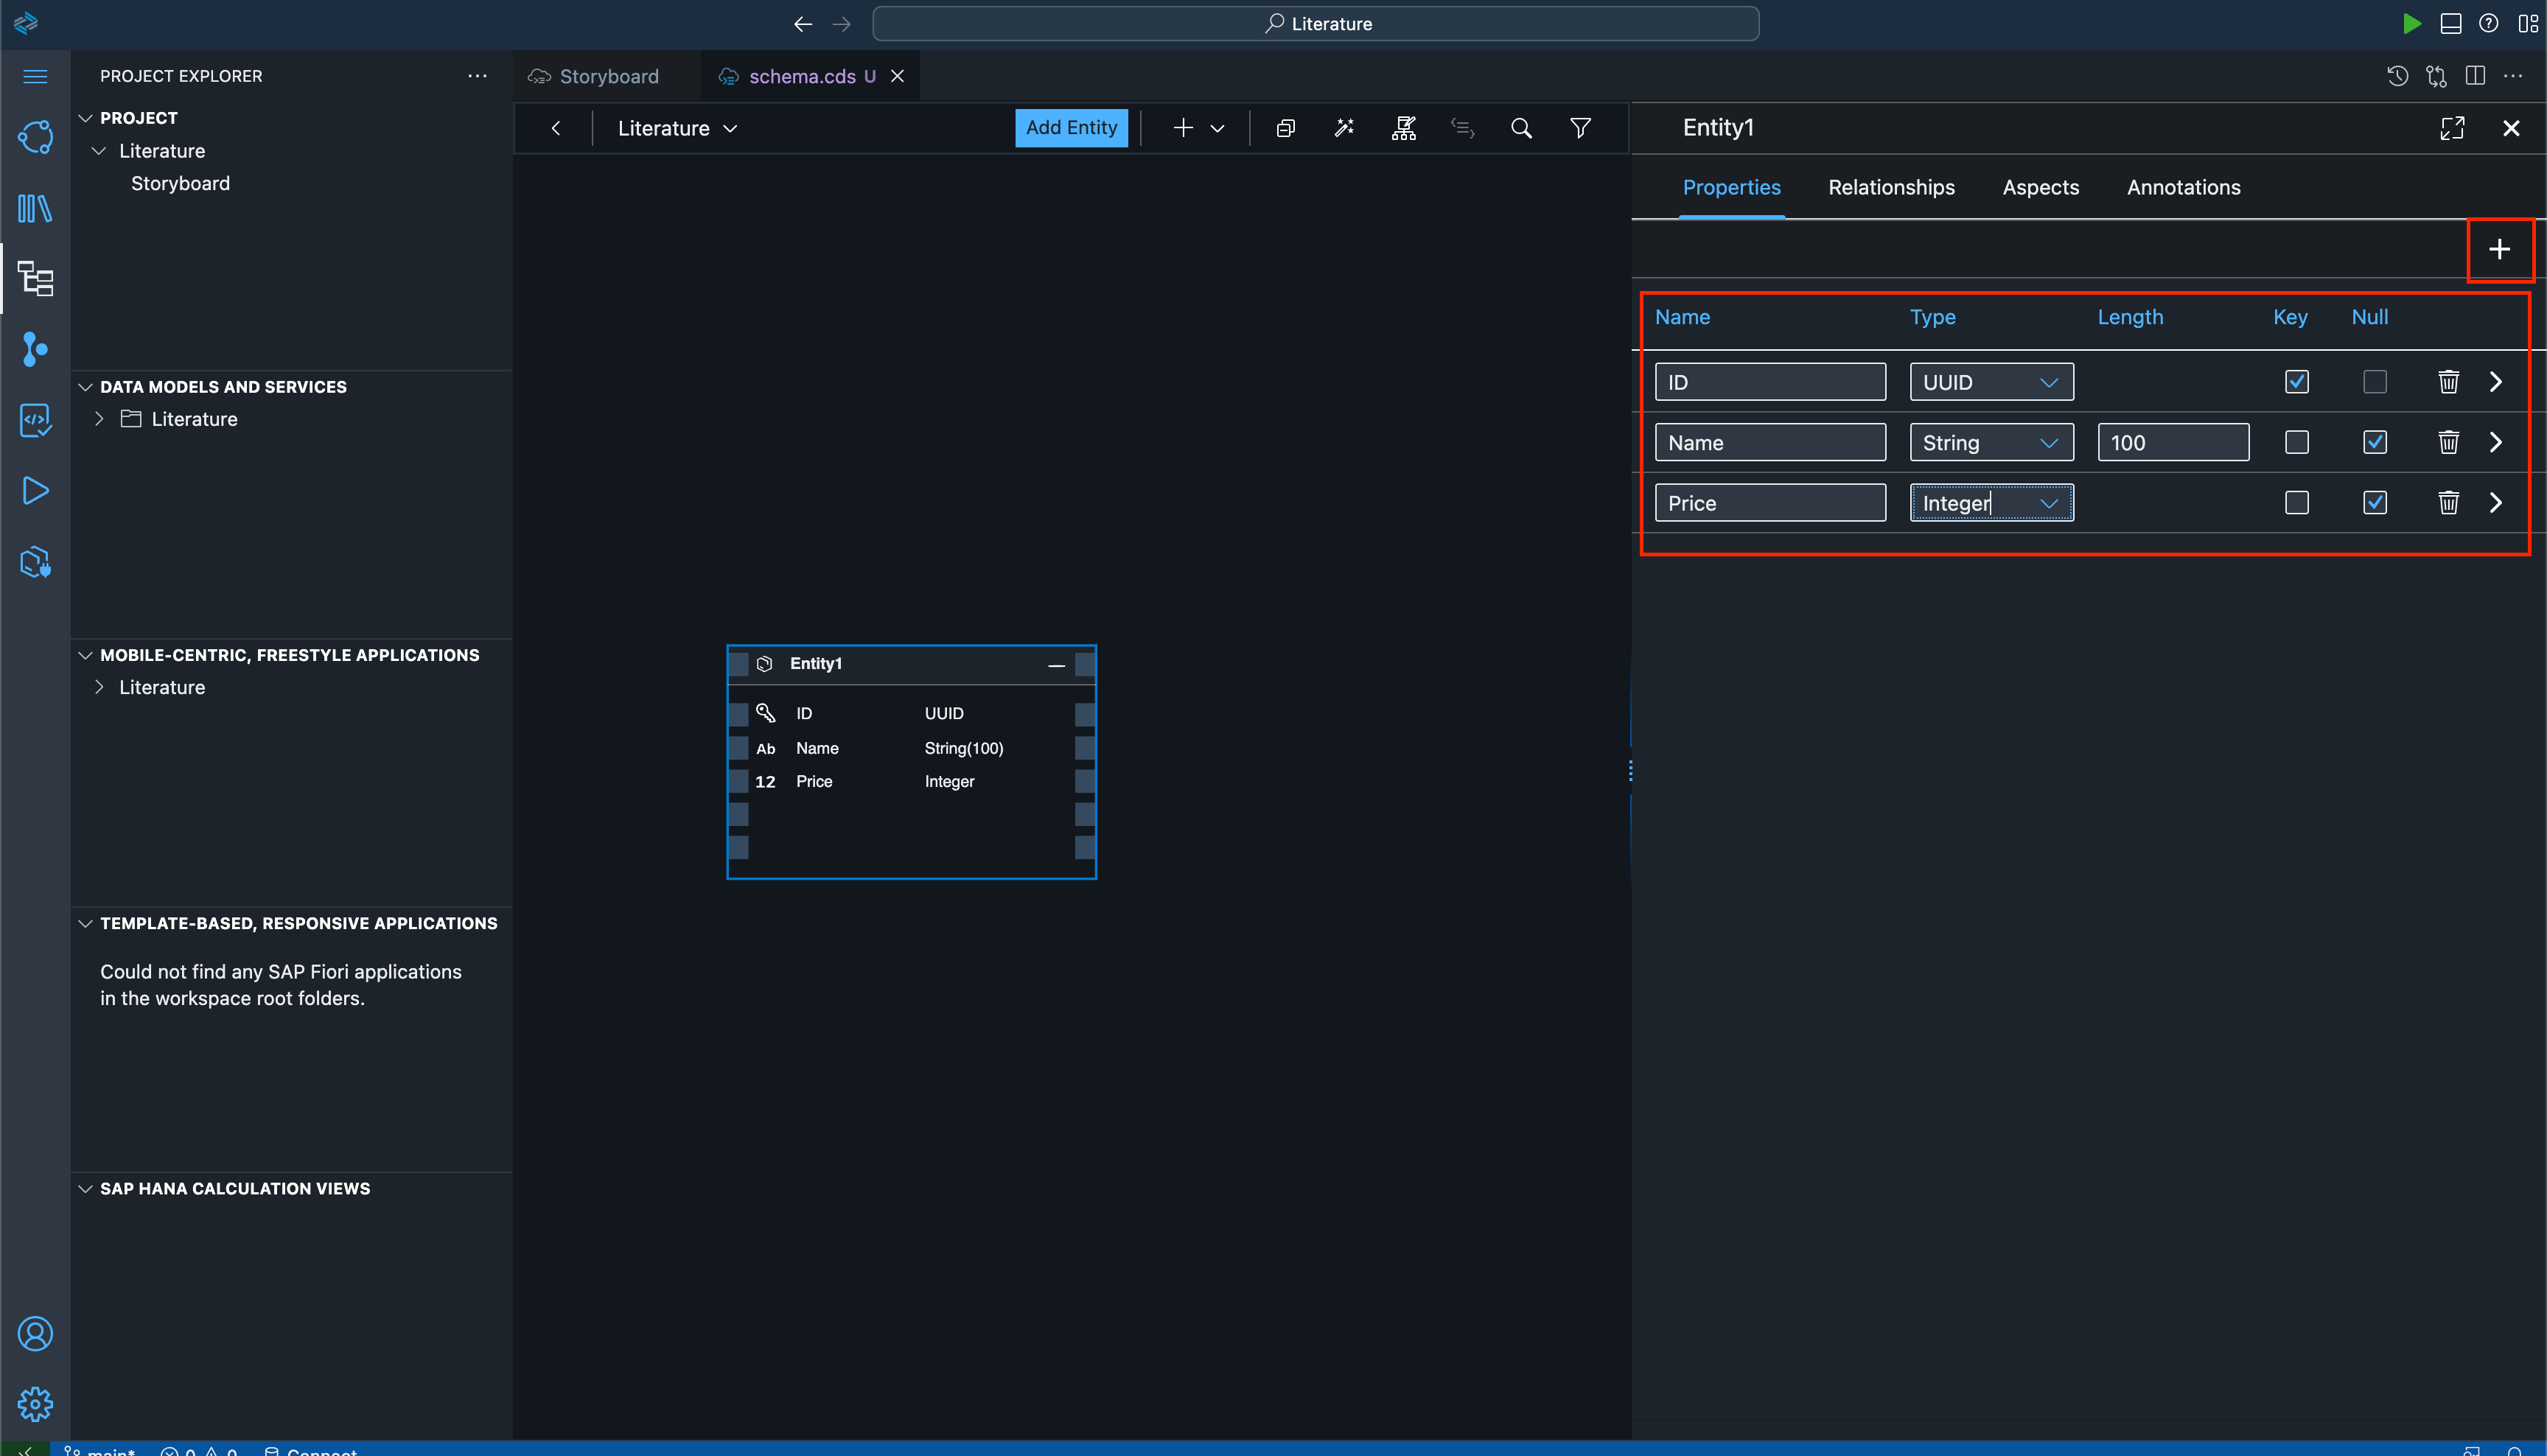 Literature
PROJECT EXPLORER
PROJECT
Literature
Storyboard
DATA MODELS AND SERVICES
Literature
MOBILE-CENTRIC, FREESTYLE APPLICATIONS
Literature
TEMPLATE-BASED, RESPONSIVE APPLICATIONS
Could not find any SAP Fiori applications
in the workspace root folders.
SAP HANA CALCULATION VIEWS
Storyboard
schema.cds U
Literature
Add Entity
Entity1
ID UUID
Ab Name String(100)
12 Price Integer
Entity1
Properties Relationships Aspects Annotations
Name Type Length Key Null
ID UUID
Name String 100
Price Integer
main* 0 0 Connect